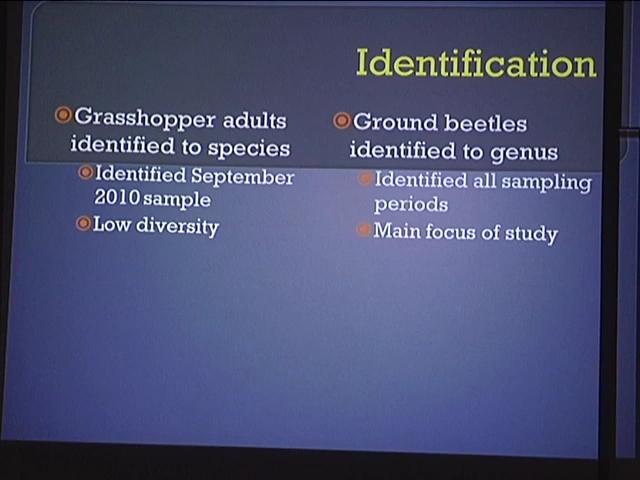 Identification
Grasshopper adults
identified to species
Identified September
2010 sample
Low diversity
Ground beetles
identified to genus
Identified all sampling
periods
Main focus of study